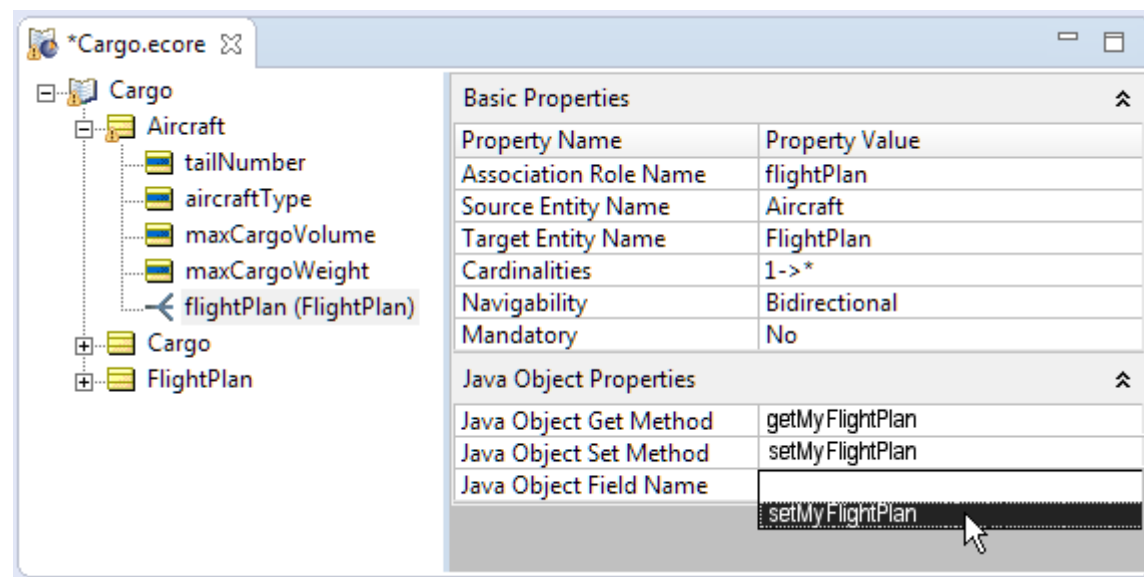 *Cargo.ecore
Cargo
Aircraft
tailNumber
aircraftType
maxCargoVolume
maxCargoWeight
flightPlan (FlightPlan)
Cargo
FlightPlan
Basic Properties
Property Name Property Value
Association Role Name flightPlan
Source Entity Name Aircraft
Target Entity Name FlightPlan
Cardinalities 1->*
Navigability Bidirectional
Mandatory No
Java Object Properties
Java Object Get Method getMyFlightPlan
Java Object Set Method setMyFlightPlan
Java Object Field Name
setMyFlightPlan